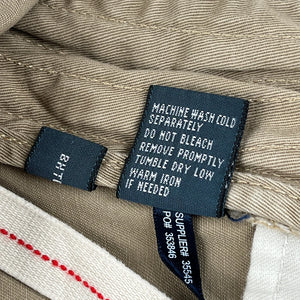 MACHINE WASH COLD
SEPARATELY
DO NOT BLEACH
REMOVE PROMPTLY
TUMBLE DRY LOW
WARM IRON
IF NEEDED
SUPPLIER# 35545
PO# 353846